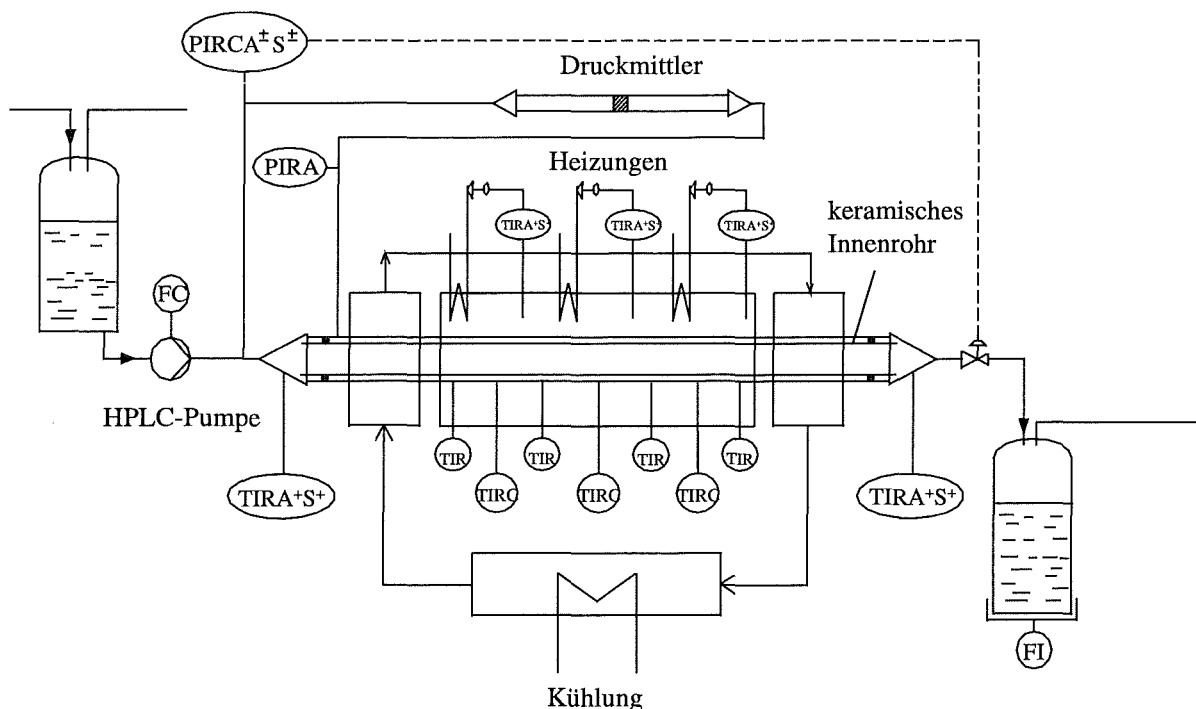 PIRCA±S±
Druckmittler
PIRA
Heizungen
TIRA+S+
TIRA+S+
TIRA+S+
keramisches
Innenrohr
FC
HPLC-Pumpe
TIR
TIR
TIR
TIR
TIRC
TIRC
TIRC
TIRA+S+
TIRA+S+
Kühlung
FI